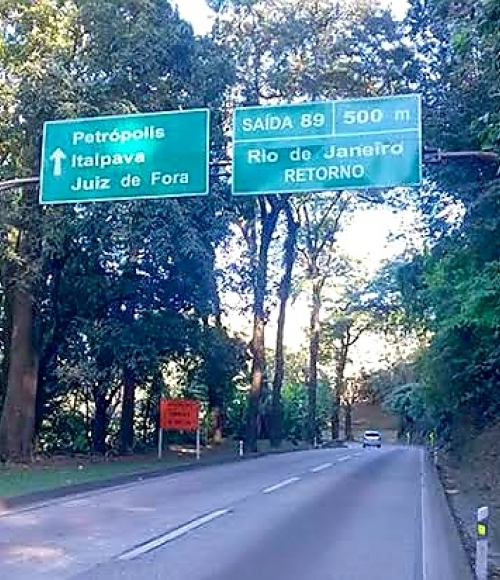 Petrópolis
Itaipava
Juiz de Fora
SAÍDA 89 500 m
Rio de Janeiro
RETORNO